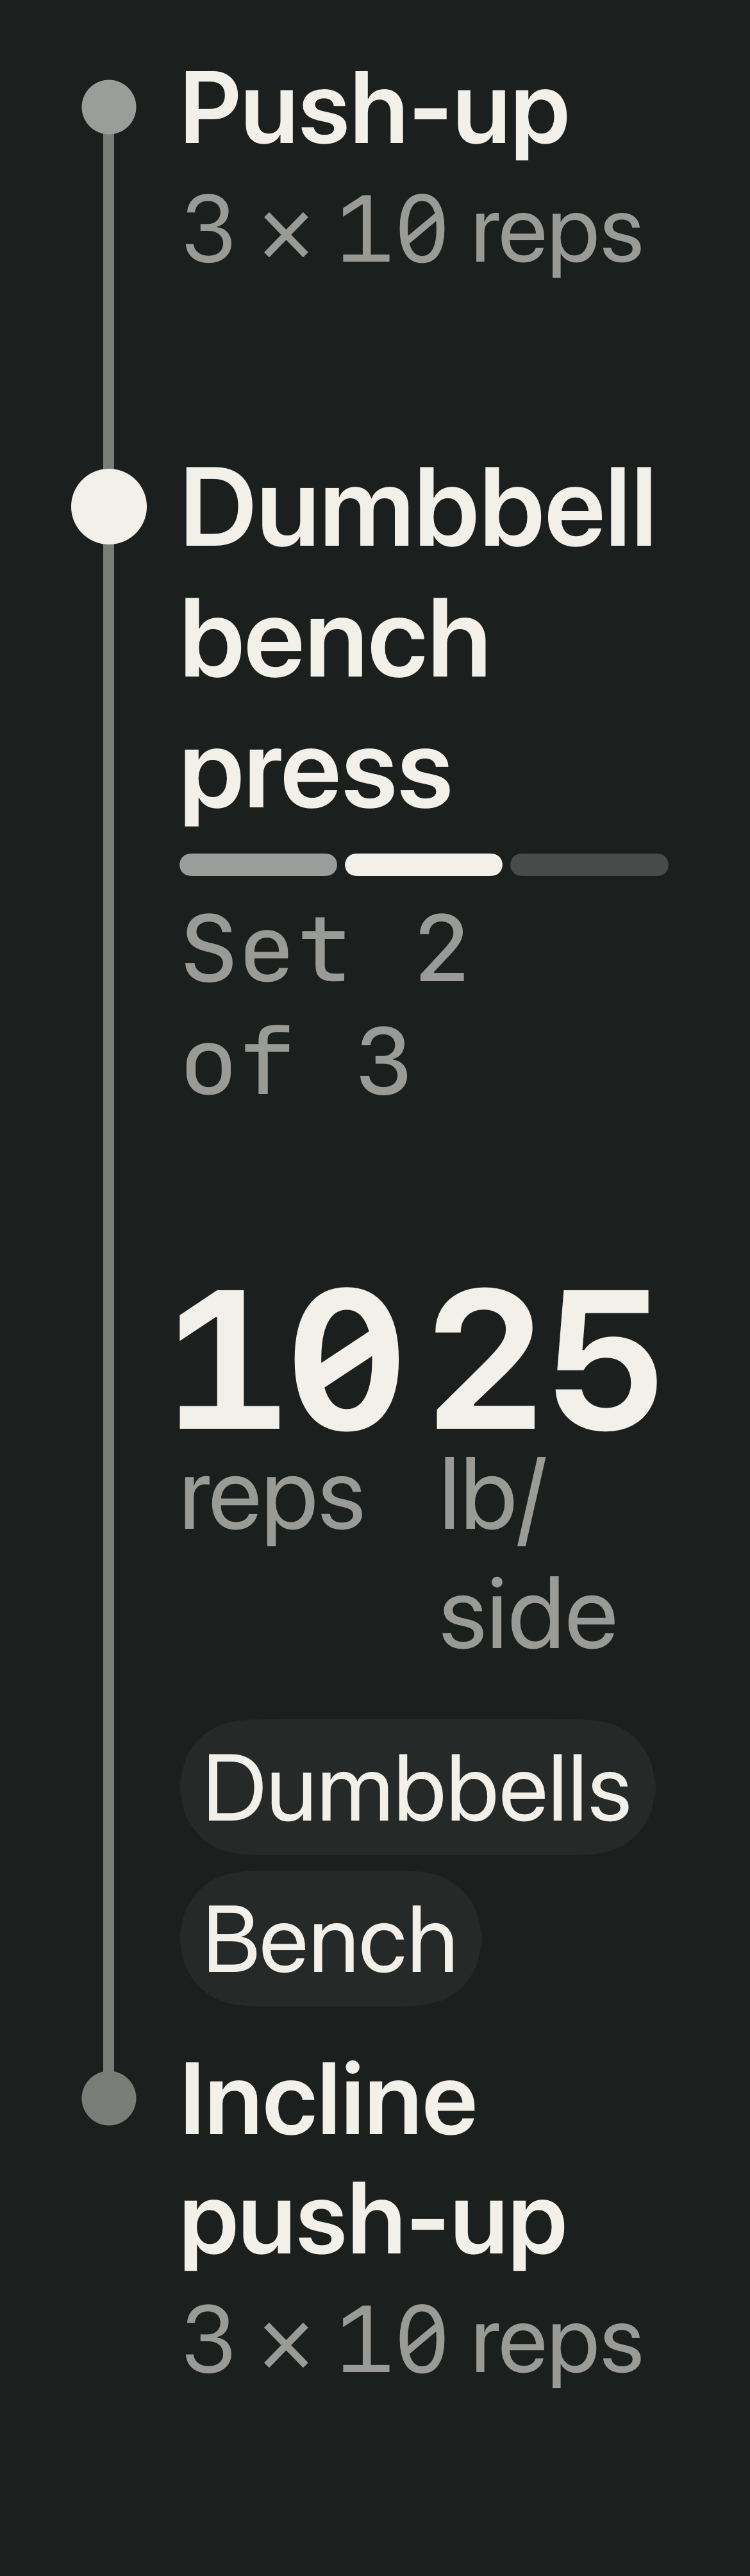 Push-up
3 × 10 reps
Dumbbell
bench
press
Set 2
of 3
10 25
reps lb/
side
Dumbbells
Bench
Incline
push-up
3 × 10 reps